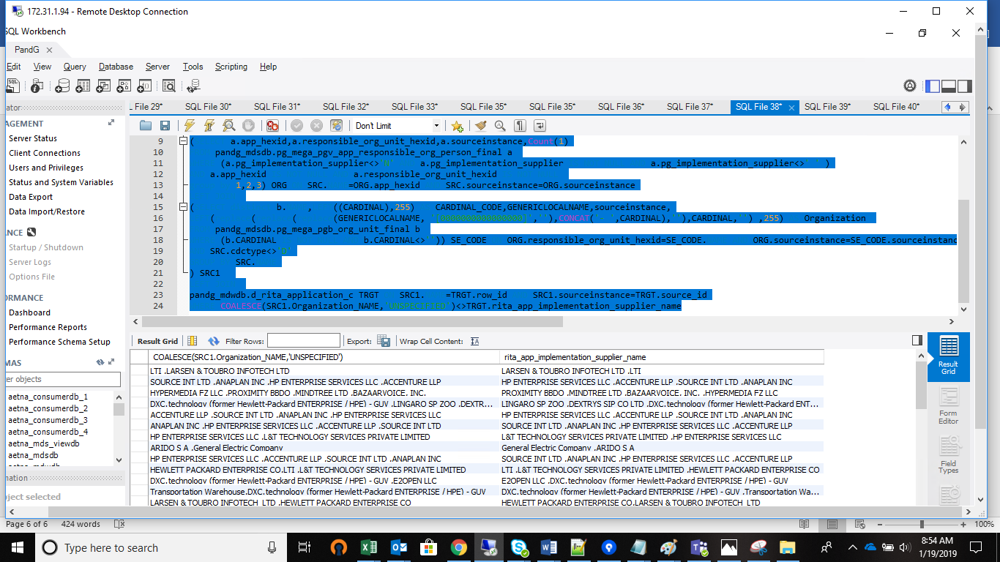 172.31.1.94 - Remote Desktop Connection
SQL Workbench
PandG
Edit View Query Database Server Tools Scripting Help
L File 29* SQL File 30* SQL File 31* SQL File 32* SQL File 33* SQL File 35* SQL File 35* SQL File 36* SQL File 37* SQL File 38* SQL File 39* SQL File 40*
Don't Limit
ator:
AGEMENT
Server Status
Client Connections
Users and Privileges
Status and System Variables
Data Export
Data Import/Restore
NCE
Startup / Shutdown
Server Logs
Options File
ORMANCE
Dashboard
Performance Reports
Performance Schema Setup
MAS
er objects
aetna_consumerdb_1
aetna_consumerdb_2
aetna_consumerdb_3
aetna_consumerdb_4
aetna_mds_viewdb
aetna_mdsdb
mation
ject selected
9 ( a.app_hexid,a.responsible_org_unit_hexid,a.sourceinstance,Count(1)
10 pandg_mdsdb.pg_mega_pgv_app_responsible_org_person_final a
11 (a.pg_implementation_supplier<>'N' a.pg_implementation_supplier a.pg_implementation_supplier<>' ' )
12 a.app_hexid a.responsible_org_unit_hexid
13 1,2,3) ORG SRC. =ORG.app_hexid SRC.sourceinstance=ORG.sourceinstance
14
15 ( b. , ((CARDINAL),255) CARDINAL_CODE,GENERICLOCALNAME,sourceinstance,
16 ( ( ( (GENERICLOCALNAME, ),CONCAT( ,CARDINAL), ),CARDINAL,'') ,255) Organization
17 pandg_mdsdb.pg_mega_pgb_org_unit_final b
18 (b.CARDINAL b.CARDINAL<>'')) SE_CODE ORG.responsible_org_unit_hexid=SE_CODE. ORG.sourceinstance=SE_CODE.sourceinstanc
19 SRC.cdctype<>'D'
20 SRC.
21 ) SRC1
22
23 pandg_mdwdb.d_rita_application_c TRGT SRC1. =TRGT.row_id SRC1.sourceinstance=TRGT.source_id
24 COALESCE(SRC1.Organization_NAME,'UNSPECIFIED')<>TRGT.rita_app_implementation_supplier_name
Result Grid Filter Rows: Export: Wrap Cell Content:
COALESCE(SRC1.Organization_NAME,'UNSPECIFIED') rita_app_implementation_supplier_name
LTI .LARSEN & TOUBRO INFOTECH LTD LARSEN & TOUBRO INFOTECH LTD .LTI
SOURCE INT LTD .ANAPLAN INC .HP ENTERPRISE SERVICES LLC .ACCENTURE LLP HP ENTERPRISE SERVICES LLC .ACCENTURE LLP .SOURCE INT LTD .ANAPLAN INC
HYPERMEDIA FZ LLC .PROXIMITY BBDO .MINDTREE LTD .BAZAARVOICE. INC. PROXIMITY BBDO .MINDTREE LTD .BAZAARVOICE. INC. .HYPERMEDIA FZ LLC
DXC.technology (former Hewlett-Packard ENTERPRISE / HPE) - GUV .LINGARO SP ZOO .DEXTR... LINGARO SP ZOO .DEXTRYS SIP CO LTD .DXC.technology (former Hewlett-Packard ENT...
ACCENTURE LLP .SOURCE INT LTD .ANAPLAN INC .HP ENTERPRISE SERVICES LLC HP ENTERPRISE SERVICES LLC .ACCENTURE LLP .SOURCE INT LTD .ANAPLAN INC
ANAPLAN INC .HP ENTERPRISE SERVICES LLC .ACCENTURE LLP .SOURCE INT LTD SOURCE INT LTD .ANAPLAN INC .HP ENTERPRISE SERVICES LLC .ACCENTURE LLP
HP ENTERPRISE SERVICES LLC .L&T TECHNOLOGY SERVICES PRIVATE LIMITED L&T TECHNOLOGY SERVICES PRIVATE LIMITED .HP ENTERPRISE SERVICES LLC
ARIDO S A .General Electric Company General Electric Company .ARIDO S A
HP ENTERPRISE SERVICES LLC .ACCENTURE LLP .SOURCE INT LTD .ANAPLAN INC SOURCE INT LTD .ANAPLAN INC .HP ENTERPRISE SERVICES LLC .ACCENTURE LLP
HEWLETT PACKARD ENTERPRISE CO.LTI .L&T TECHNOLOGY SERVICES PRIVATE LIMITED LTI .L&T TECHNOLOGY SERVICES PRIVATE LIMITED .HEWLETT PACKARD ENTERPRISE CO
DXC.technology (former Hewlett-Packard ENTERPRISE / HPE) - GUV .E2OPEN LLC E2OPEN LLC .DXC.technology (former Hewlett-Packard ENTERPRISE / HPE) - GUV
Transportation Warehouse.DXC.technology (former Hewlett-Packard ENTERPRISE / HPE) - GUV DXC.technology (former Hewlett-Packard ENTERPRISE / HPE) - GUV .Transportation Wa...
LARSEN & TOUBRO INFOTECH LTD .HEWLETT PACKARD ENTERPRISE CO HEWLETT PACKARD ENTERPRISE CO.LARSEN & TOUBRO INFOTECH LTD
Result Grid
Form Editor
Field Types
Page 6 of 6 424 words 100%
Type here to search
8:54 AM
1/19/2019